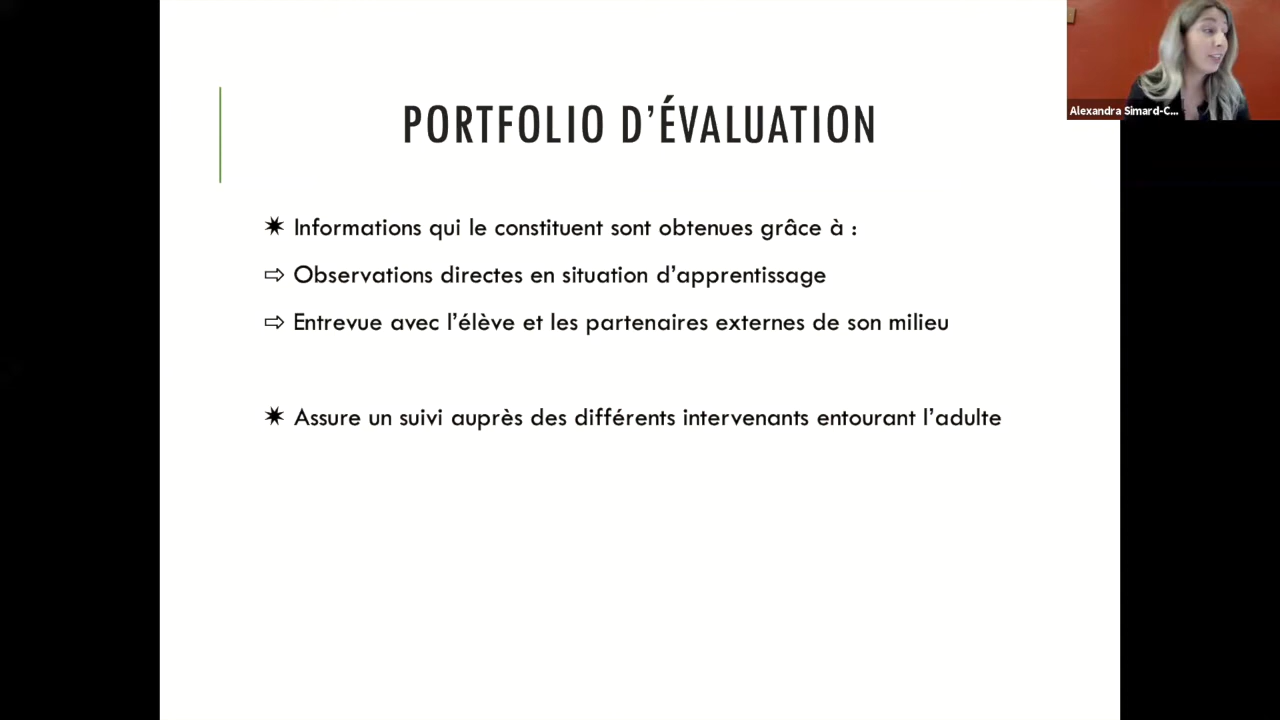 PORTFOLIO D’ÉVALUATION
Alexandra Simard-C...
✷ Informations qui le constituent sont obtenues grâce à :
⇨ Observations directes en situation d’apprentissage
⇨ Entrevue avec l’élève et les partenaires externes de son milieu
✷ Assure un suivi auprès des différents intervenants entourant l’adulte